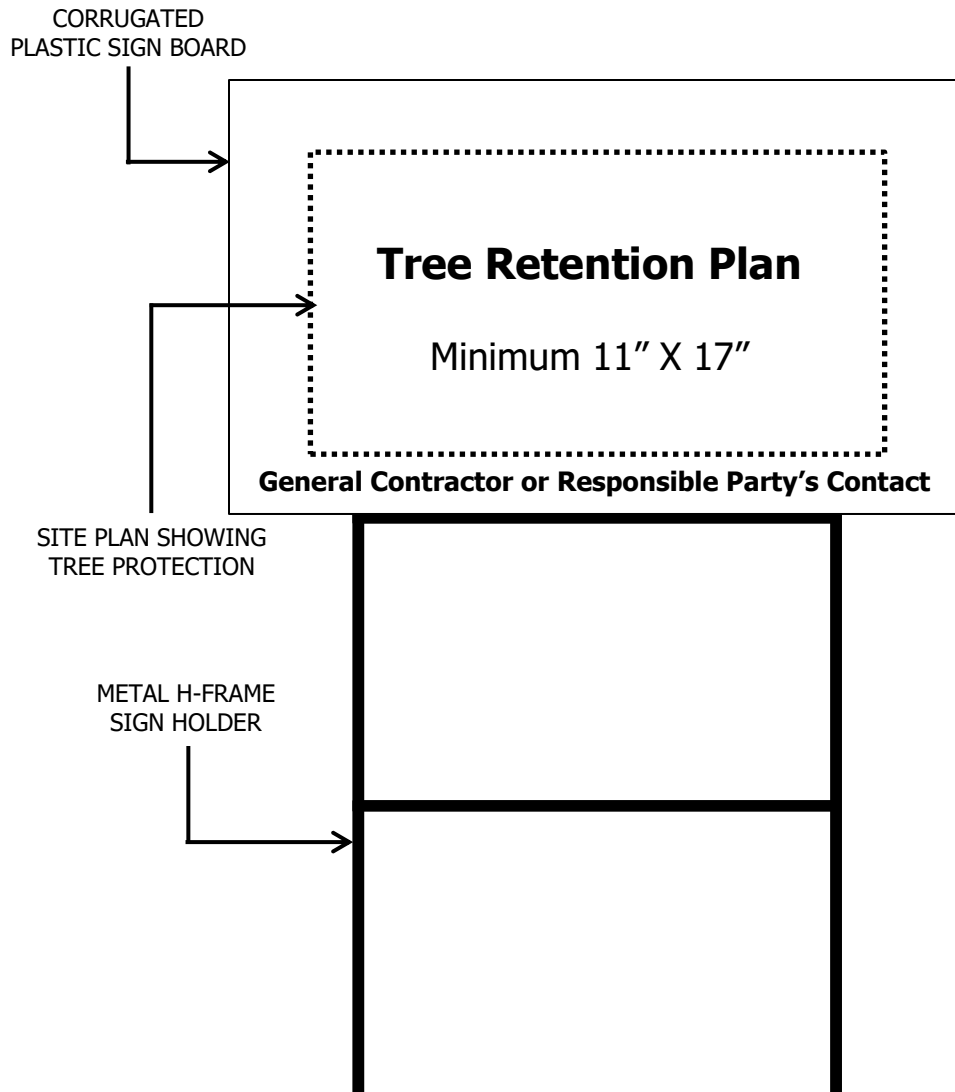 CORRUGATED
PLASTIC SIGN BOARD
Tree Retention Plan
Minimum 11″ X 17″
General Contractor or Responsible Party’s Contact
SITE PLAN SHOWING
TREE PROTECTION
METAL H-FRAME
SIGN HOLDER